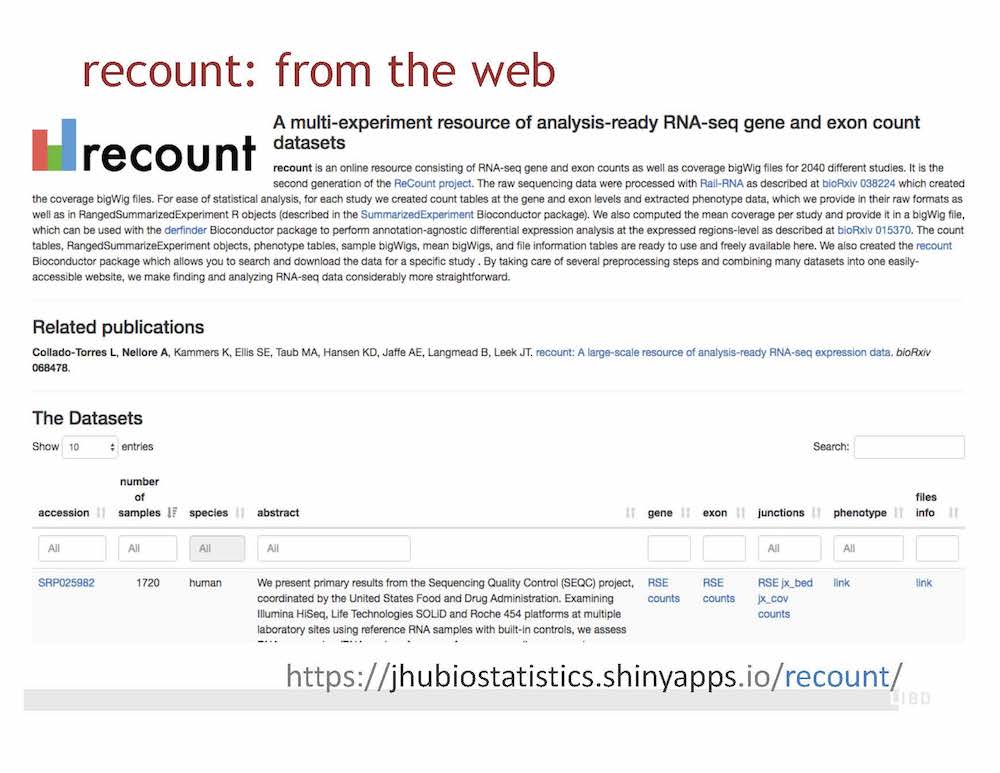 recount: from the web
recount
A multi-experiment resource of analysis-ready RNA-seq gene and exon count
datasets
recount is an online resource consisting of RNA-seq gene and exon counts as well as coverage bigWig files for 2040 different studies. It is the
second generation of the ReCount project. The raw sequencing data were processed with Rail-RNA as described at bioRxiv 038224 which created
the coverage bigWig files. For ease of statistical analysis, for each study we created count tables at the gene and exon levels and extracted phenotype data, which we provide in their raw formats as
well as in RangedSummarizedExperiment R objects (described in the SummarizedExperiment Bioconductor package). We also computed the mean coverage per study and provide it in a bigWig file,
which can be used with the derfinder Bioconductor package to perform annotation-agnostic differential expression analysis at the expressed regions-level as described at bioRxiv 015370. The count
tables, RangedSummarizeExperiment objects, phenotype tables, sample bigWigs, mean bigWigs, and file information tables are ready to use and freely available here. We also created the recount
Bioconductor package which allows you to search and download the data for a specific study . By taking care of several preprocessing steps and combining many datasets into one easily-
accessible website, we make finding and analyzing RNA-seq data considerably more straightforward.
Related publications
Collado-Torres L, Nellore A, Kammers K, Ellis SE, Taub MA, Hansen KD, Jaffe AE, Langmead B, Leek JT. recount: A large-scale resource of analysis-ready RNA-seq expression data. bioRxiv
068478.
The Datasets
Show 10 entries Search:
number
of files
accession samples species abstract gene exon junctions phenotype info
All All All All All All
SRP025982 1720 human We present primary results from the Sequencing Quality Control (SEQC) project, RSE RSE RSE jx_bed link link
coordinated by the United States Food and Drug Administration. Examining counts counts jx_cov
Illumina HiSeq, Life Technologies SOLiD and Roche 454 platforms at multiple counts
laboratory sites using reference RNA samples with built-in controls, we assess
https://jhubiostatistics.shinyapps.io/recount/
LIBD